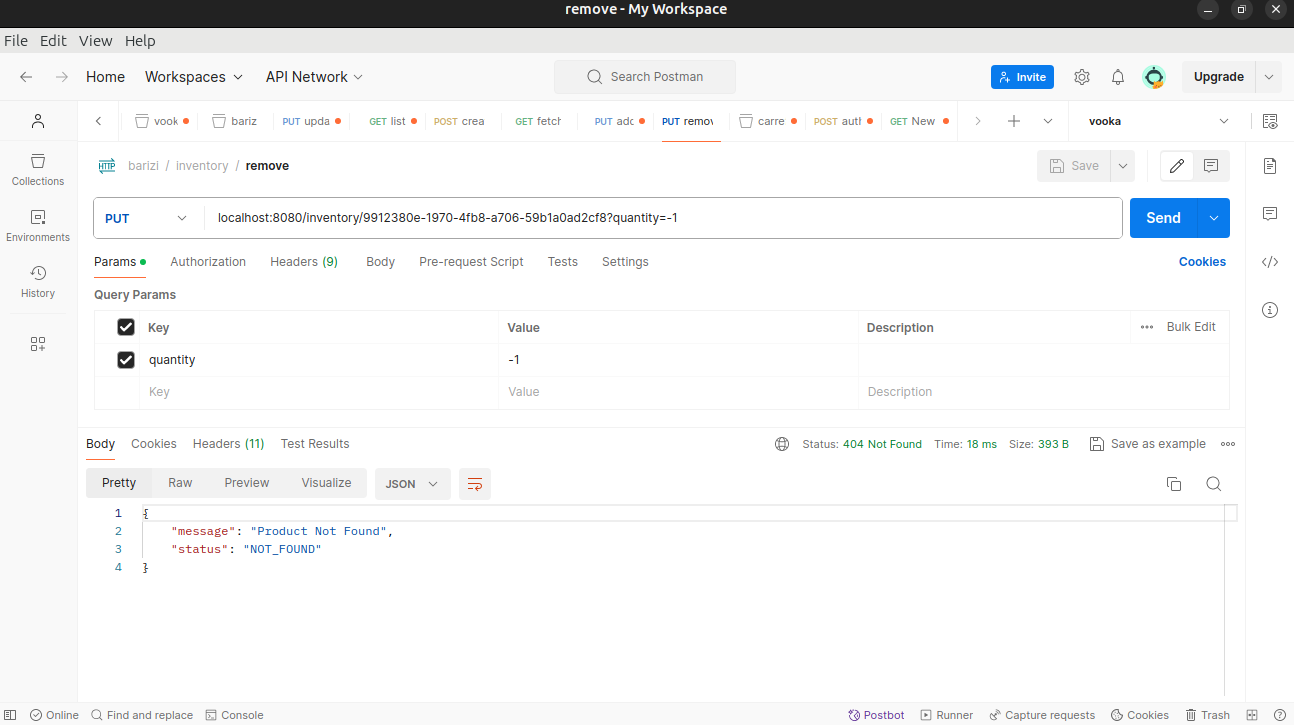 remove - My Workspace
File Edit View Help
Home Workspaces API Network Search Postman Invite Upgrade
vook bariz PUT upda GET list POST crea GET fetch PUT adc PUT remov carre POST auth GET New vooka
barizi / inventory / remove Save
PUT localhost:8080/inventory/9912380e-1970-4fb8-a706-59b1a0ad2cf8?quantity=-1 Send
Collections
Environments
History
Params Authorization Headers (9) Body Pre-request Script Tests Settings Cookies
Query Params
Key Value Description Bulk Edit
quantity -1
Key Value Description
Body Cookies Headers (11) Test Results Status: 404 Not Found Time: 18 ms Size: 393 B Save as example
Pretty Raw Preview Visualize JSON
1 {
2 "message": "Product Not Found",
3 "status": "NOT_FOUND"
4 }
Online Find and replace Console Postbot Runner Capture requests Cookies Trash